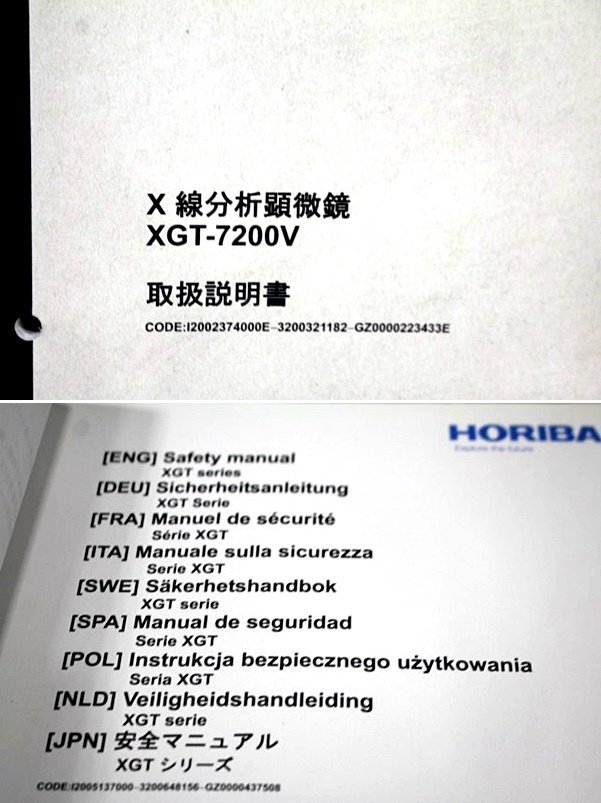 X 線分析顕微鏡
XGT-7200V
取扱説明書
CODE:I2002374000E-3200321182-GZ0000223433E
HORIBA
Explore the future
[ENG] Safety manual
XGT series
[DEU] Sicherheitsanleitung
XGT Serie
[FRA] Manuel de sécurité
Série XGT
[ITA] Manuale sulla sicurezza
Serie XGT
[SWE] Säkerhetshandbok
XGT serie
[SPA] Manual de seguridad
Serie XGT
[POL] Instrukcja bezpiecznego użytkowania
Seria XGT
[NLD] Veiligheidshandleiding
XGT serie
[JPN] 安全マニュアル
XGT シリーズ
CODE:I2005137000-3200648156-GZ0000437508